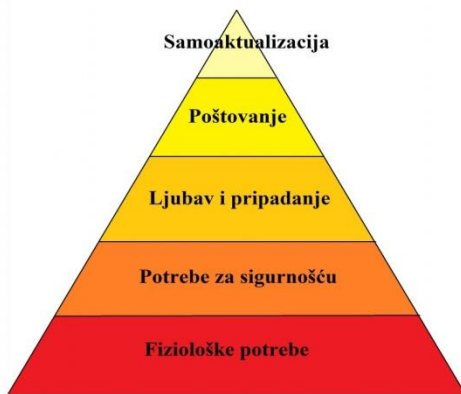 Samoaktualizacija
Poštovanje
Ljubav i pripadanje
Potrebe za sigurnošću
Fiziološke potrebe